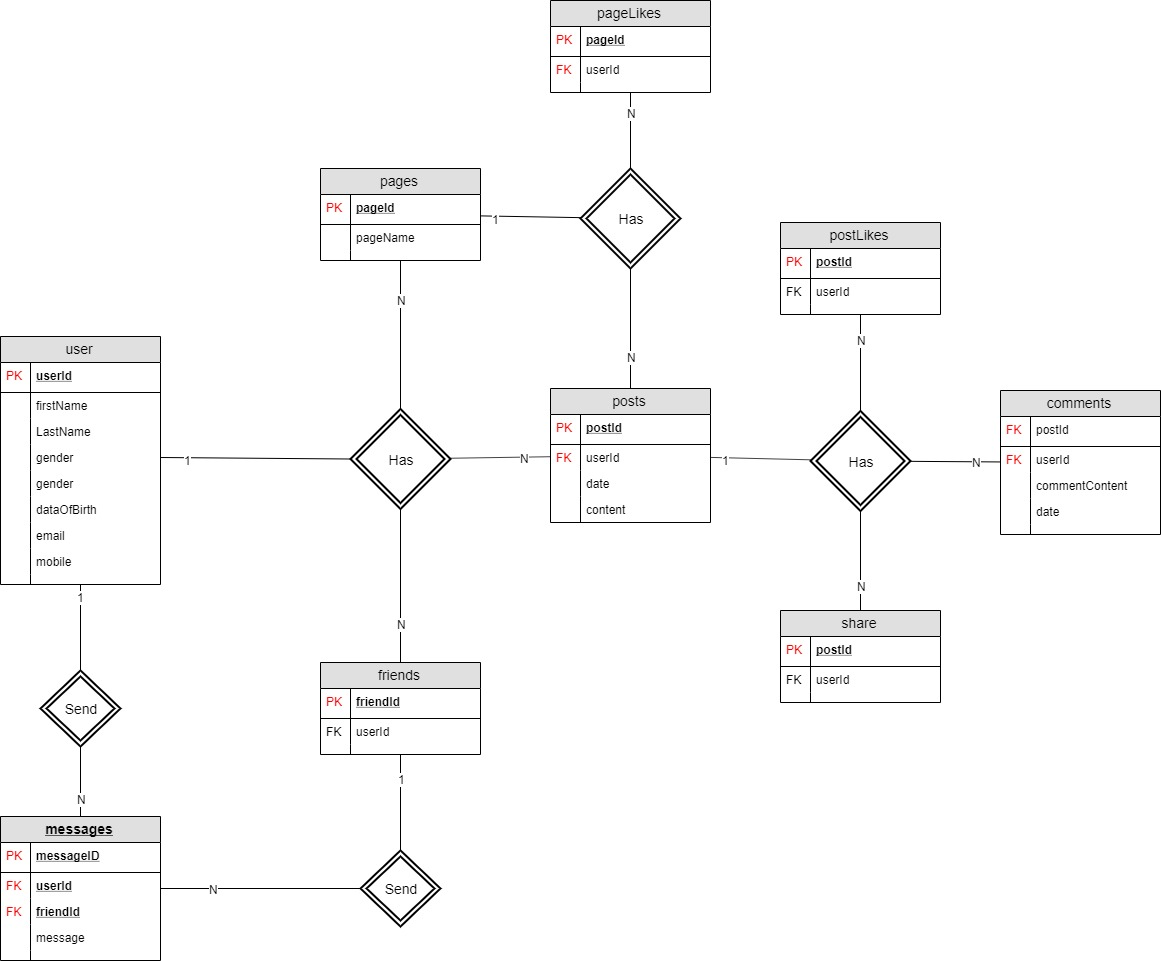 pageLikes
PK pageId
FK userId
N
pages
PK pageId
pageName
1
Has
N
N
postLikes
PK postId
FK userId
N
user
PK userId
firstName
LastName
gender
gender
dataOfBirth
email
mobile
1
Has
N
posts
PK postId
FK userId
date
content
1
Has
N
comments
FK postId
FK userId
commentContent
date
N
share
PK postId
FK userId
N
friends
PK friendId
FK userId
1
1
Send
N
messages
PK messageID
FK userId
FK friendId
message
N
Send